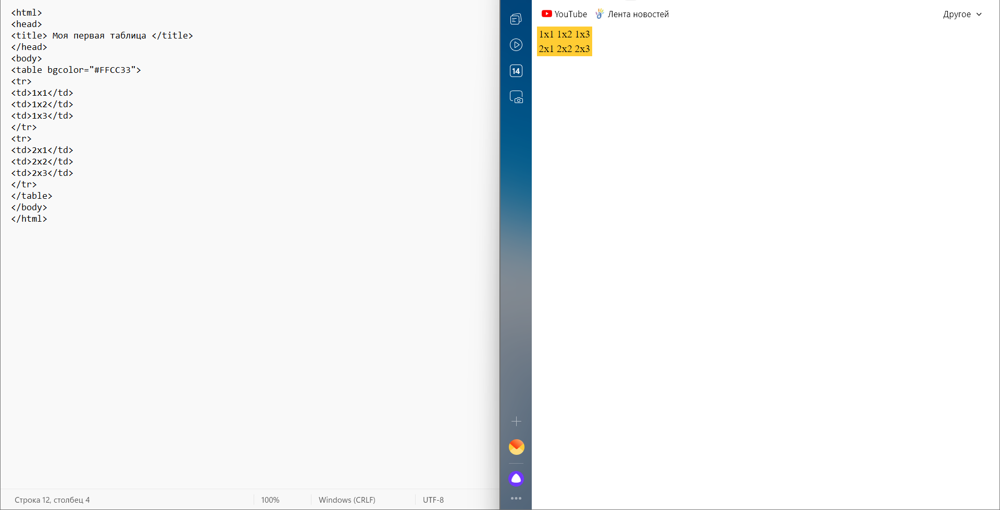 <html>
<head>
<title> Моя первая таблица </title>
</head>
<body>
<table bgcolor="#FFCC33">
<tr>
<td>1x1</td>
<td>1x2</td>
<td>1x3</td>
</tr>
<tr>
<td>2x1</td>
<td>2x2</td>
<td>2x3</td>
</tr>
</table>
</body>
</html>
Строка 12, столбец 4
100%
Windows (CRLF)
UTF-8
14
YouTube
Лента новостей
Другое
1x1 1x2 1x3
2x1 2x2 2x3